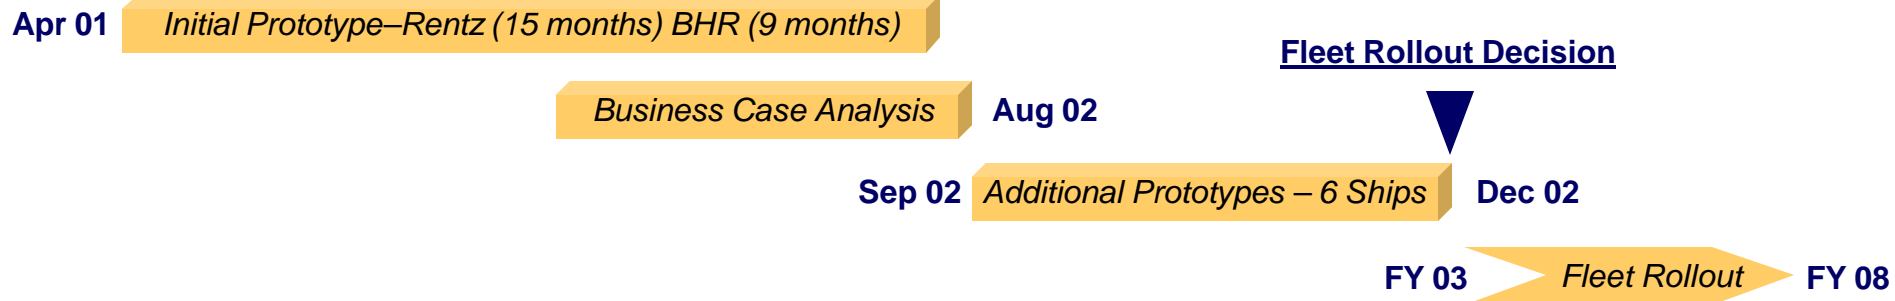 Apr 01 Initial Prototype–Rentz (15 months) BHR (9 months)
Fleet Rollout Decision
Business Case Analysis Aug 02
Sep 02 Additional Prototypes – 6 Ships Dec 02
FY 03 Fleet Rollout FY 08